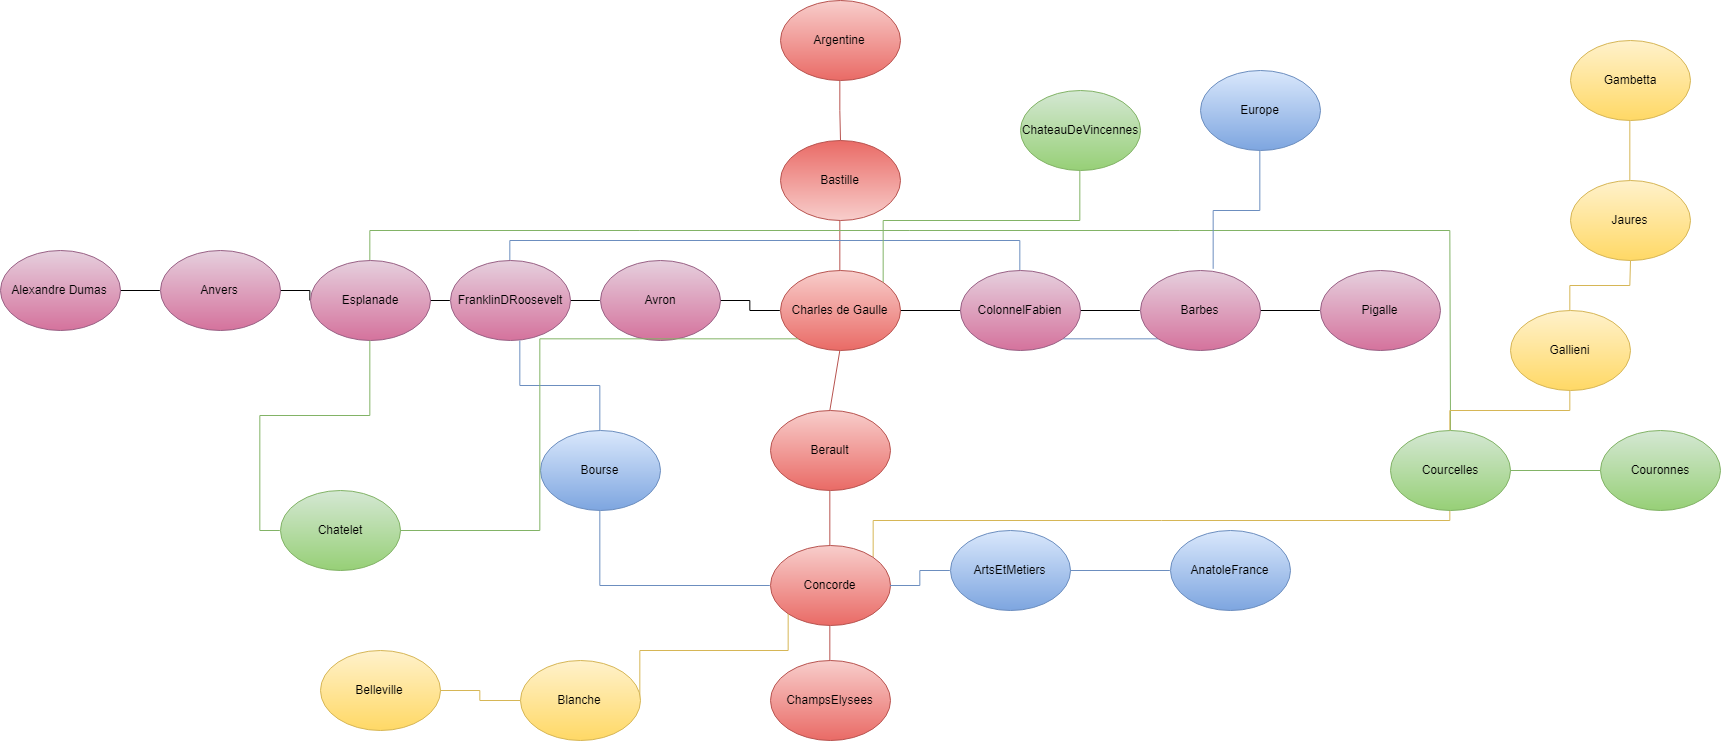 Argentine
Gambetta
Europe
ChateauDeVincennes
Bastille
Jaures
Alexandre Dumas
Anvers
Esplanade
FranklinDRoosevelt
Avron
Charles de Gaulle
ColonnelFabien
Barbes
Pigalle
Gallieni
Berault
Bourse
Courcelles
Couronnes
Chatelet
Concorde
ArtsEtMetiers
AnatoleFrance
Belleville
Blanche
ChampsElysees